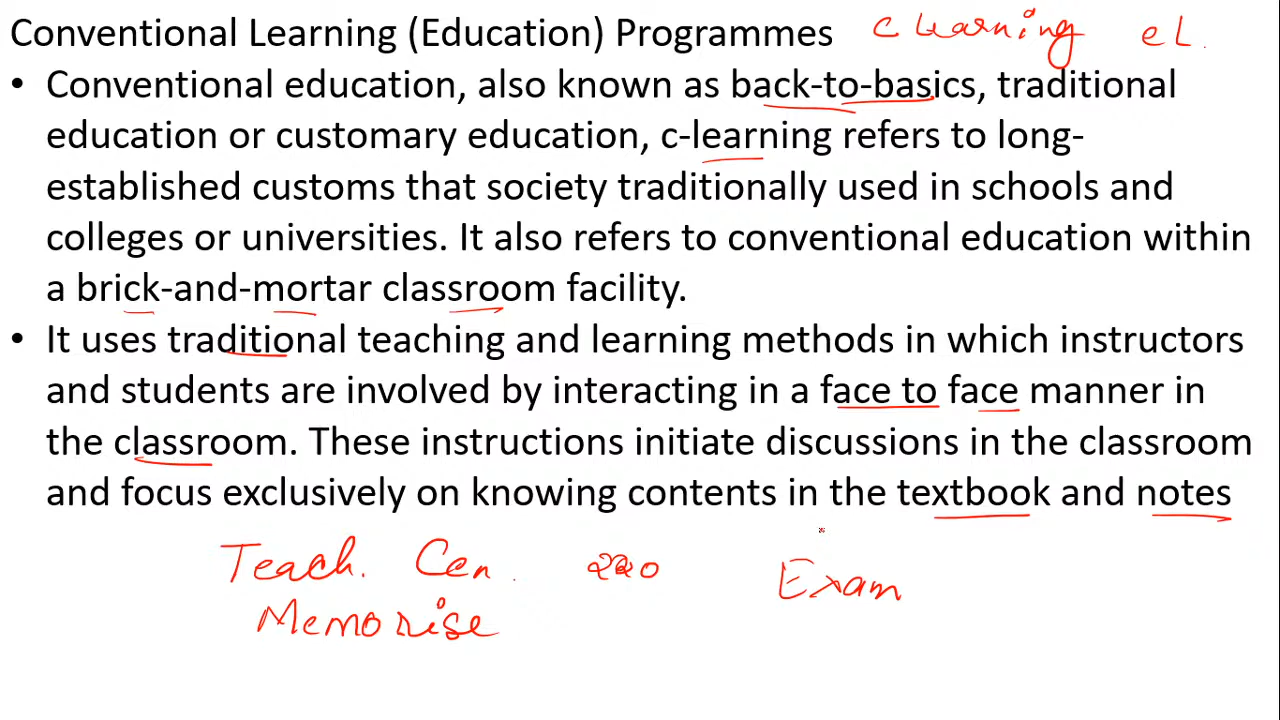 Conventional Learning (Education) Programmes c Learning eL.
• Conventional education, also known as back-to-basics, traditional
education or customary education, c-learning refers to long-
established customs that society traditionally used in schools and
colleges or universities. It also refers to conventional education within
a brick-and-mortar classroom facility.
• It uses traditional teaching and learning methods in which instructors
and students are involved by interacting in a face to face manner in
the classroom. These instructions initiate discussions in the classroom
and focus exclusively on knowing contents in the textbook and notes
Teach. Cen. Exam
Memorise